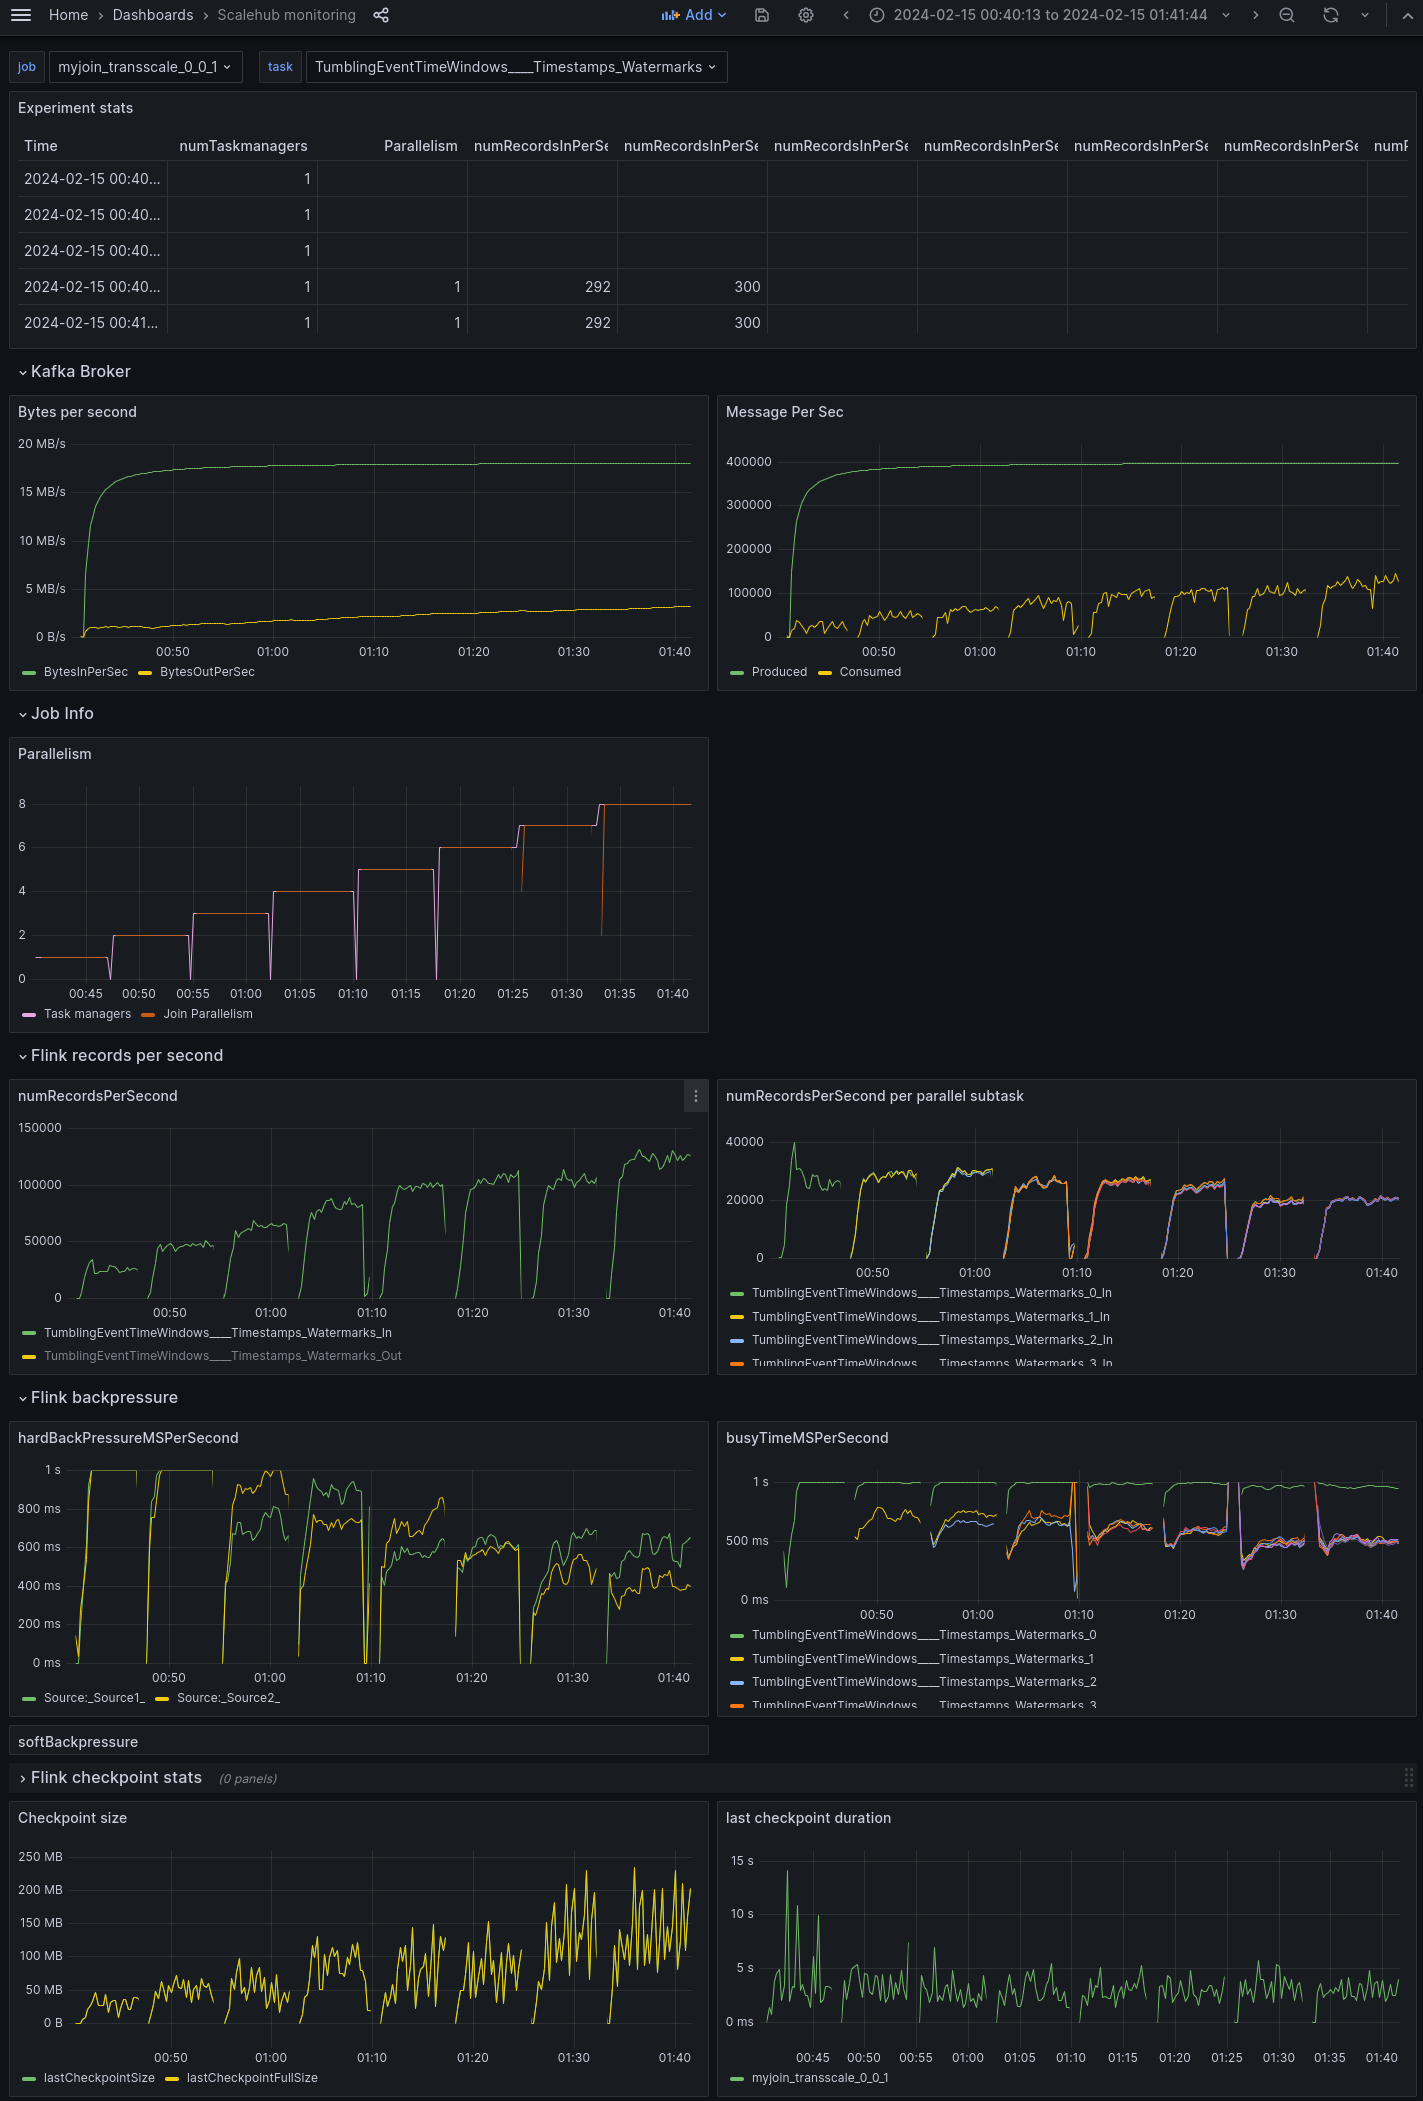 Home › Dashboards › Scalehub monitoring Add 2024-02-15 00:40:13 to 2024-02-15 01:41:44
job myjoin_transscale_0_0_1 task TumblingEventTimeWindows____Timestamps_Watermarks
Experiment stats
Time numTaskmanagers Parallelism numRecordsInPerSe numRecordsInPerSe numRecordsInPerSe numRecordsInPerSe numRecordsInPerSe numRecordsInPerSe numR
2024-02-15 00:40... 1
2024-02-15 00:40... 1
2024-02-15 00:40... 1
2024-02-15 00:40... 1 1 292 300
2024-02-15 00:41... 1 1 292 300
Kafka Broker
Bytes per second
20 MB/s
15 MB/s
10 MB/s
5 MB/s
0 B/s
00:50 01:00 01:10 01:20 01:30 01:40
BytesInPerSec BytesOutPerSec
Message Per Sec
400000
300000
200000
100000
0
00:50 01:00 01:10 01:20 01:30 01:40
Produced Consumed
Job Info
Parallelism
8
6
4
2
0
00:45 00:50 00:55 01:00 01:05 01:10 01:15 01:20 01:25 01:30 01:35 01:40
Task managers Join Parallelism
Flink records per second
numRecordsPerSecond
150000
100000
50000
0
00:50 01:00 01:10 01:20 01:30 01:40
TumblingEventTimeWindows____Timestamps_Watermarks_In
TumblingEventTimeWindows____Timestamps_Watermarks_Out
numRecordsPerSecond per parallel subtask
40000
20000
0
00:50 01:00 01:10 01:20 01:30 01:40
TumblingEventTimeWindows____Timestamps_Watermarks_0_In
TumblingEventTimeWindows____Timestamps_Watermarks_1_In
TumblingEventTimeWindows____Timestamps_Watermarks_2_In
TumblingEventTimeWindows____Timestamps_Watermarks_3_In
Flink backpressure
hardBackPressureMSPerSecond
1 s
800 ms
600 ms
400 ms
200 ms
0 ms
00:50 01:00 01:10 01:20 01:30 01:40
Source:_Source1_ Source:_Source2_
busyTimeMSPerSecond
1 s
500 ms
0 ms
00:50 01:00 01:10 01:20 01:30 01:40
TumblingEventTimeWindows____Timestamps_Watermarks_0
TumblingEventTimeWindows____Timestamps_Watermarks_1
TumblingEventTimeWindows____Timestamps_Watermarks_2
TumblingEventTimeWindows____Timestamps_Watermarks_3
softBackpressure
Flink checkpoint stats (0 panels)
Checkpoint size
250 MB
200 MB
150 MB
100 MB
50 MB
0 B
00:50 01:00 01:10 01:20 01:30 01:40
lastCheckpointSize lastCheckpointFullSize
last checkpoint duration
15 s
10 s
5 s
0 ms
00:45 00:50 00:55 01:00 01:05 01:10 01:15 01:20 01:25 01:30 01:35 01:40
myjoin_transscale_0_0_1